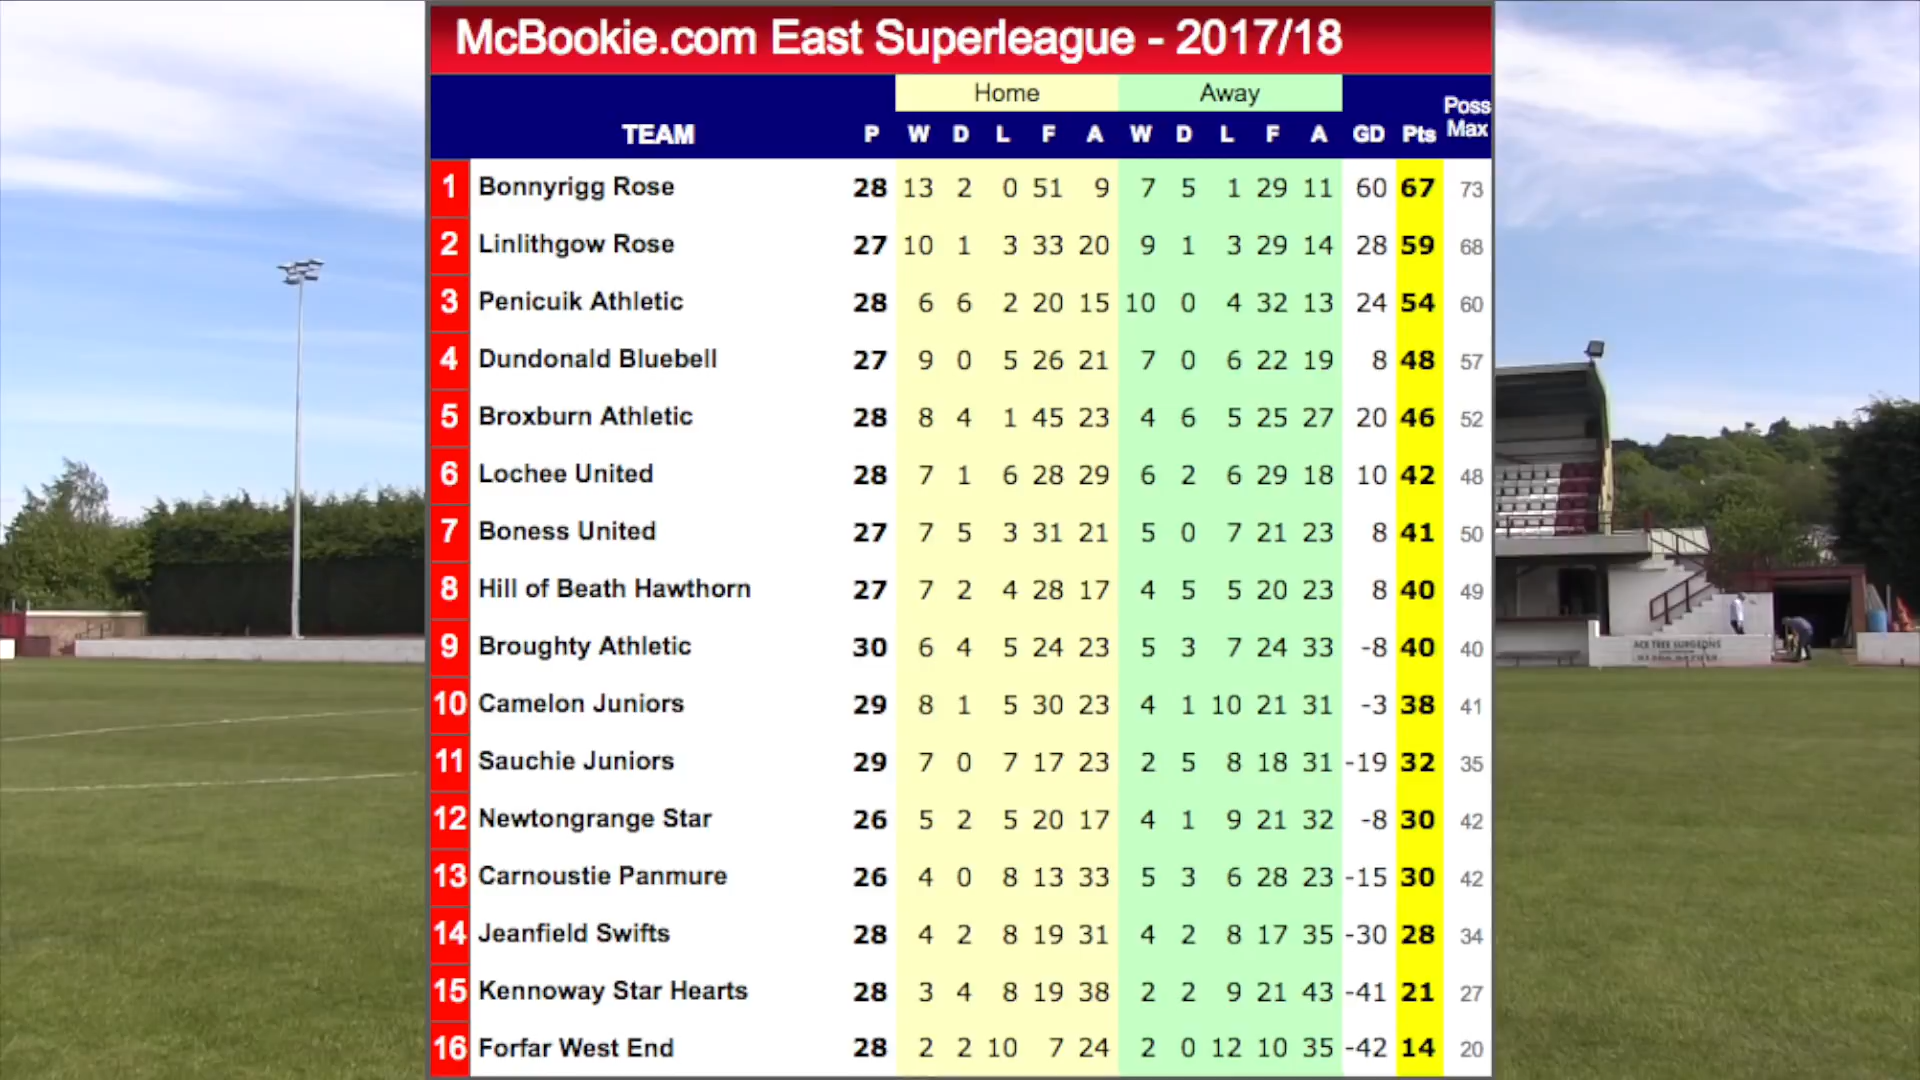 McBookie.com East Superleague - 2017/18
Home Away
TEAM P W D L F A W D L F A GD Pts Poss Max
1 Bonnyrigg Rose 28 13 2 0 51 9 7 5 1 29 11 60 67 73
2 Linlithgow Rose 27 10 1 3 33 20 9 1 3 29 14 28 59 68
3 Penicuik Athletic 28 6 6 2 20 15 10 0 4 32 13 24 54 60
4 Dundonald Bluebell 27 9 0 5 26 21 7 0 6 22 19 8 48 57
5 Broxburn Athletic 28 8 4 1 45 23 4 6 5 25 27 20 46 52
6 Lochee United 28 7 1 6 28 29 6 2 6 29 18 10 42 48
7 Boness United 27 7 5 3 31 21 5 0 7 21 23 8 41 50
8 Hill of Beath Hawthorn 27 7 2 4 28 17 4 5 5 20 23 8 40 49
9 Broughty Athletic 30 6 4 5 24 23 5 3 7 24 33 -8 40 40
10 Camelon Juniors 29 8 1 5 30 23 4 1 10 21 31 -3 38 41
11 Sauchie Juniors 29 7 0 7 17 23 2 5 8 18 31 -19 32 35
12 Newtongrange Star 26 5 2 5 20 17 4 1 9 21 32 -8 30 42
13 Carnoustie Panmure 26 4 0 8 13 33 5 3 6 28 23 -15 30 42
14 Jeanfield Swifts 28 4 2 8 19 31 4 2 8 17 35 -30 28 34
15 Kennoway Star Hearts 28 3 4 8 19 38 2 2 9 21 43 -41 21 27
16 Forfar West End 28 2 2 10 7 24 2 0 12 10 35 -42 14 20
ACE TREE SURGEONS